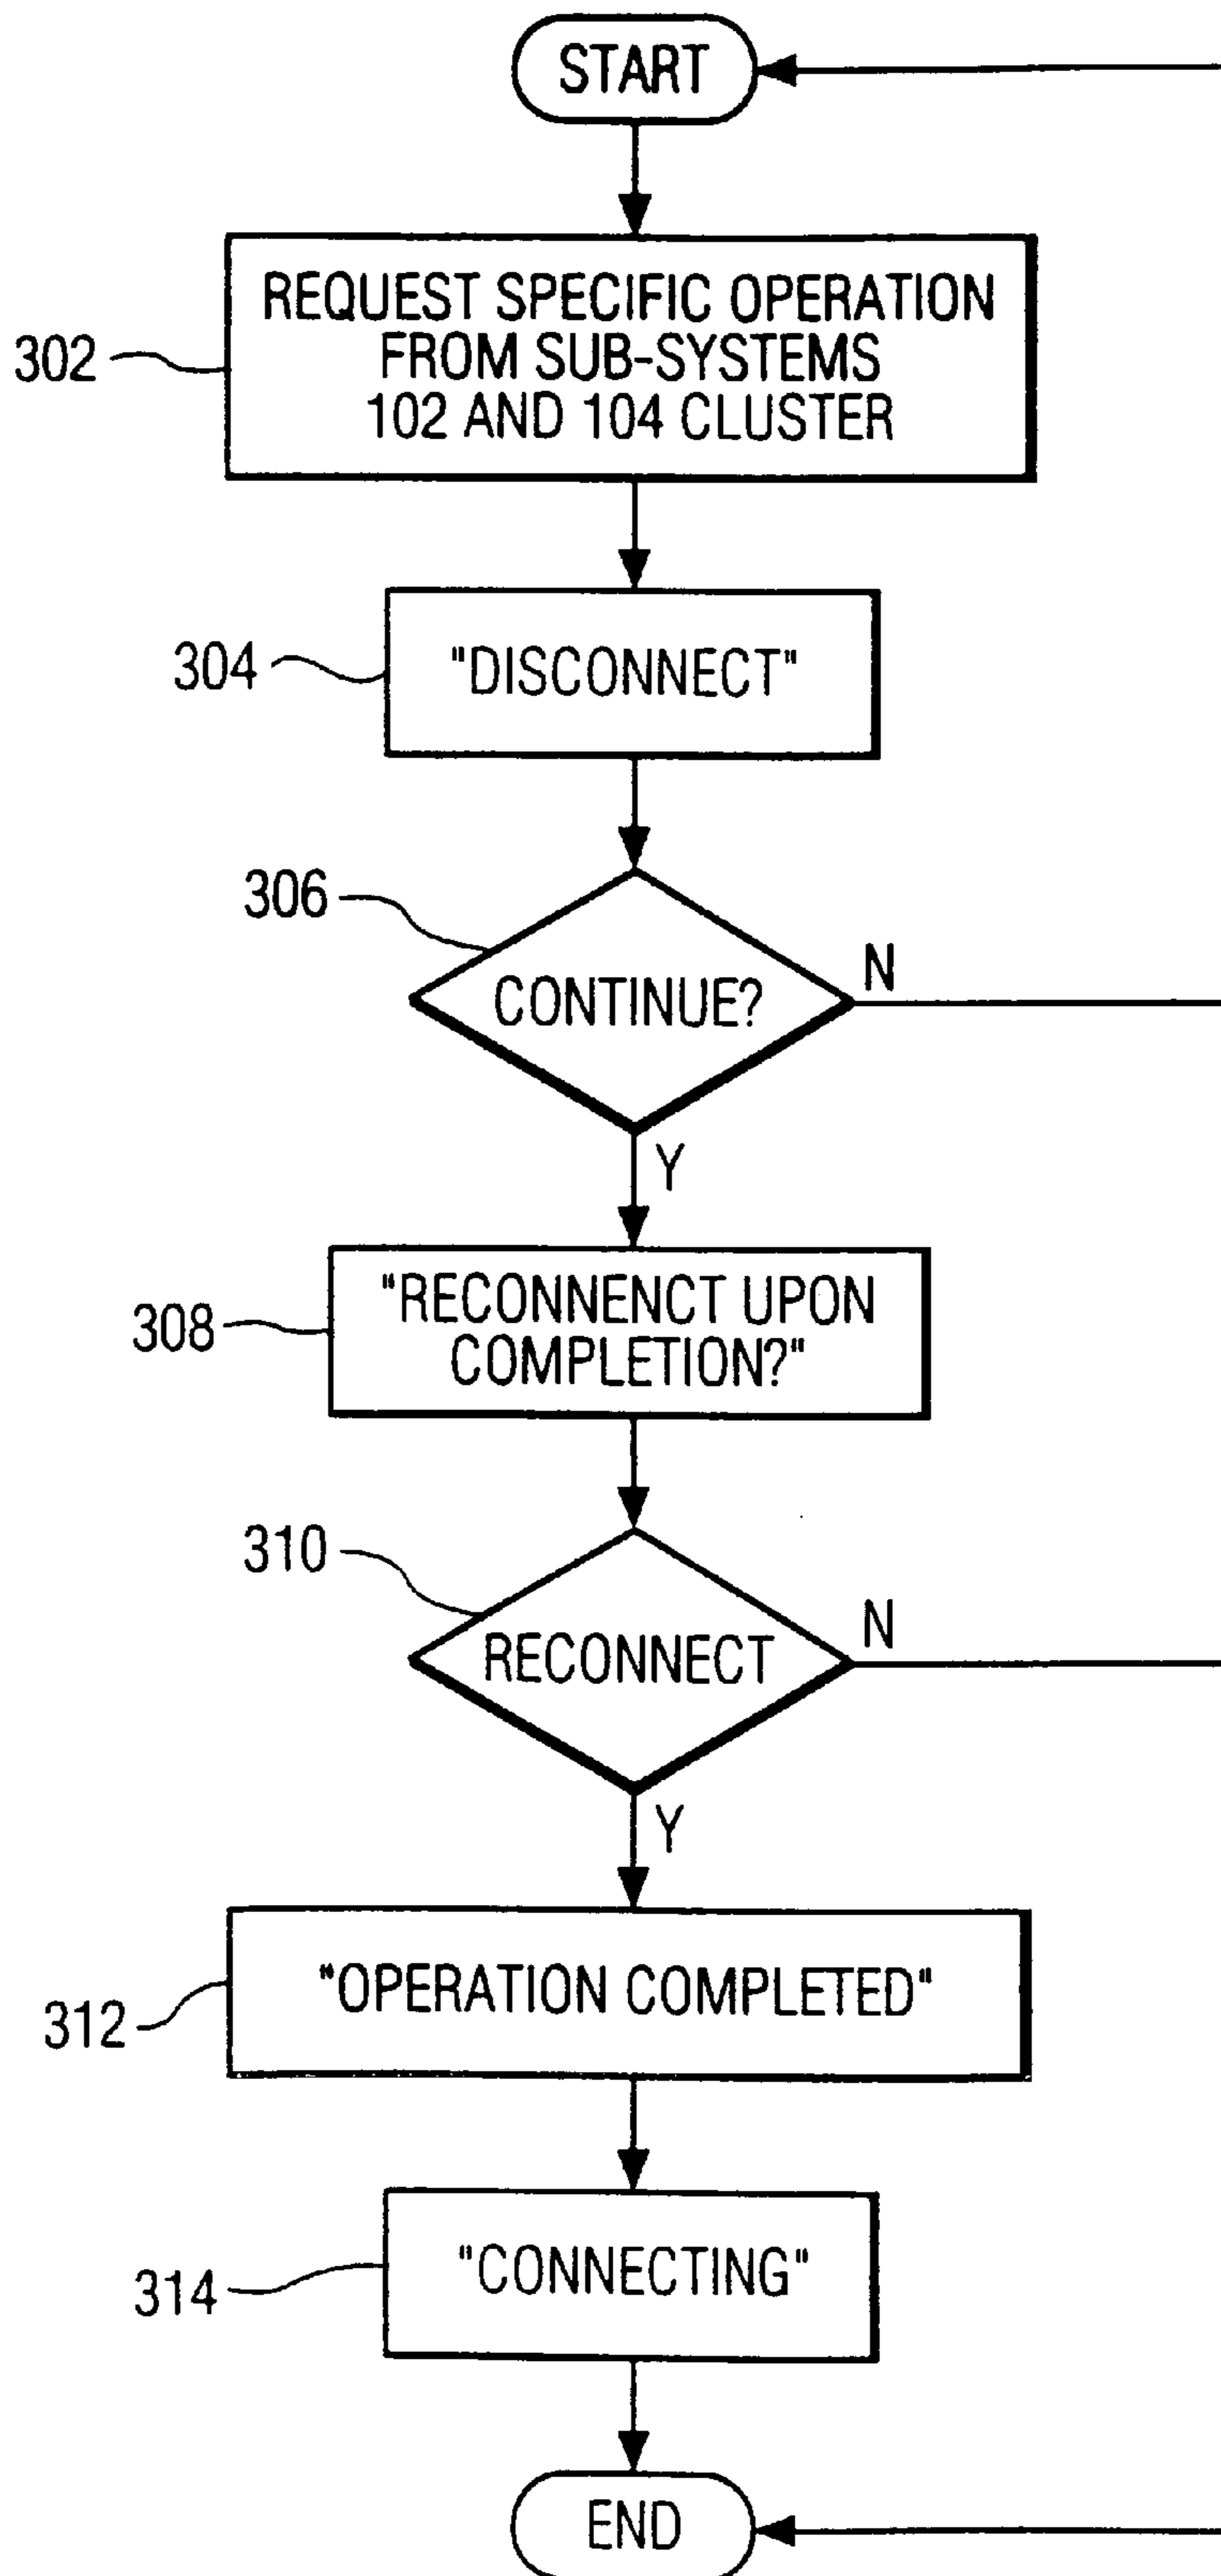 START
302
REQUEST SPECIFIC OPERATION
FROM SUB-SYSTEMS
102 AND 104 CLUSTER
304
"DISCONNECT"
306
CONTINUE?
N
Y
308
"RECONNENCT UPON
COMPLETION?"
310
RECONNECT
N
Y
312
"OPERATION COMPLETED"
314
"CONNECTING"
END